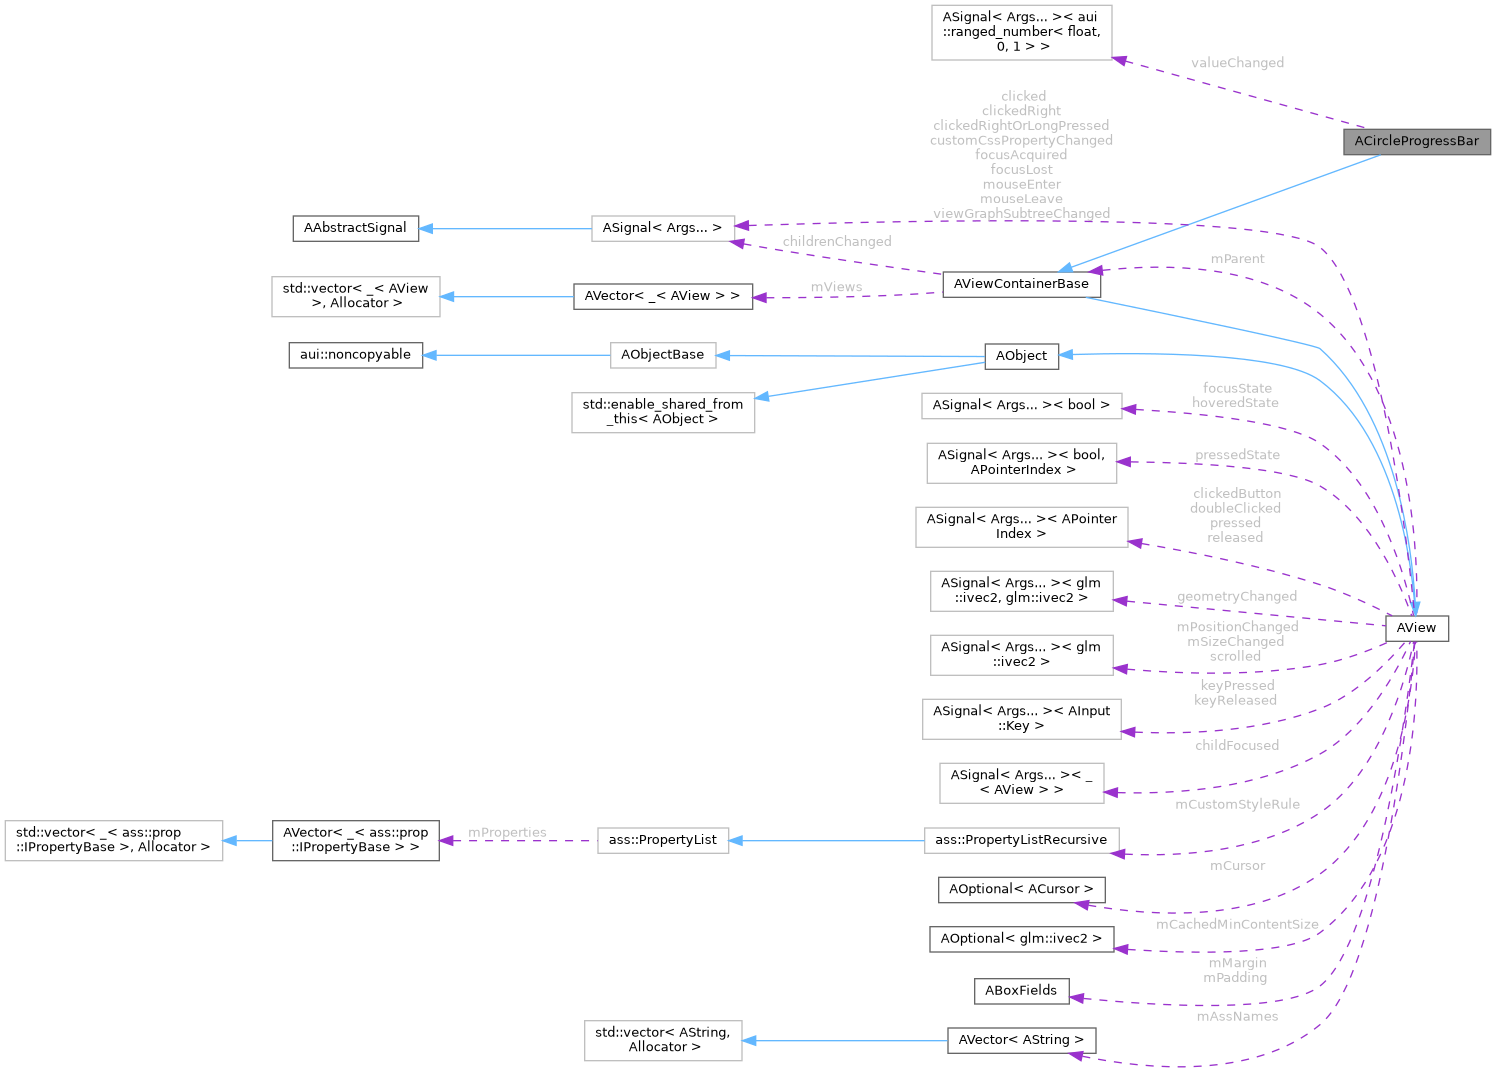 ASignal< Args... >< aui
::ranged_number< float,
0, 1 > >
valueChanged
ACircleProgressBar
clicked
clickedRight
clickedRightOrLongPressed
customCssPropertyChanged
focusAcquired
focusLost
mouseEnter
mouseLeave
viewGraphSubtreeChanged
AAbstractSignal
ASignal< Args... >
childrenChanged
mParent
AViewContainerBase
std::vector< _< AView
>, Allocator >
AVector< _< AView > >
mViews
aui::noncopyable
AObjectBase
AObject
std::enable_shared_from
_this< AObject >
focusState
hoveredState
ASignal< Args... >< bool >
ASignal< Args... >< bool,
APointerIndex >
pressedState
ASignal< Args... >< APointer
Index >
clickedButton
doubleClicked
pressed
released
ASignal< Args... >< glm
::ivec2, glm::ivec2 >
geometryChanged
AView
ASignal< Args... >< glm
::ivec2 >
mPositionChanged
mSizeChanged
scrolled
ASignal< Args... >< AInput
::Key >
keyPressed
keyReleased
ASignal< Args... >< _
< AView > >
childFocused
mCustomStyleRule
std::vector< _< ass::prop
::IPropertyBase >, Allocator >
AVector< _< ass::prop
::IPropertyBase > >
mProperties
ass::PropertyList
ass::PropertyListRecursive
AOptional< ACursor >
mCursor
AOptional< glm::ivec2 >
mCachedMinContentSize
ABoxFields
mMargin
mPadding
std::vector< AString,
Allocator >
AVector< AString >
mAssNames